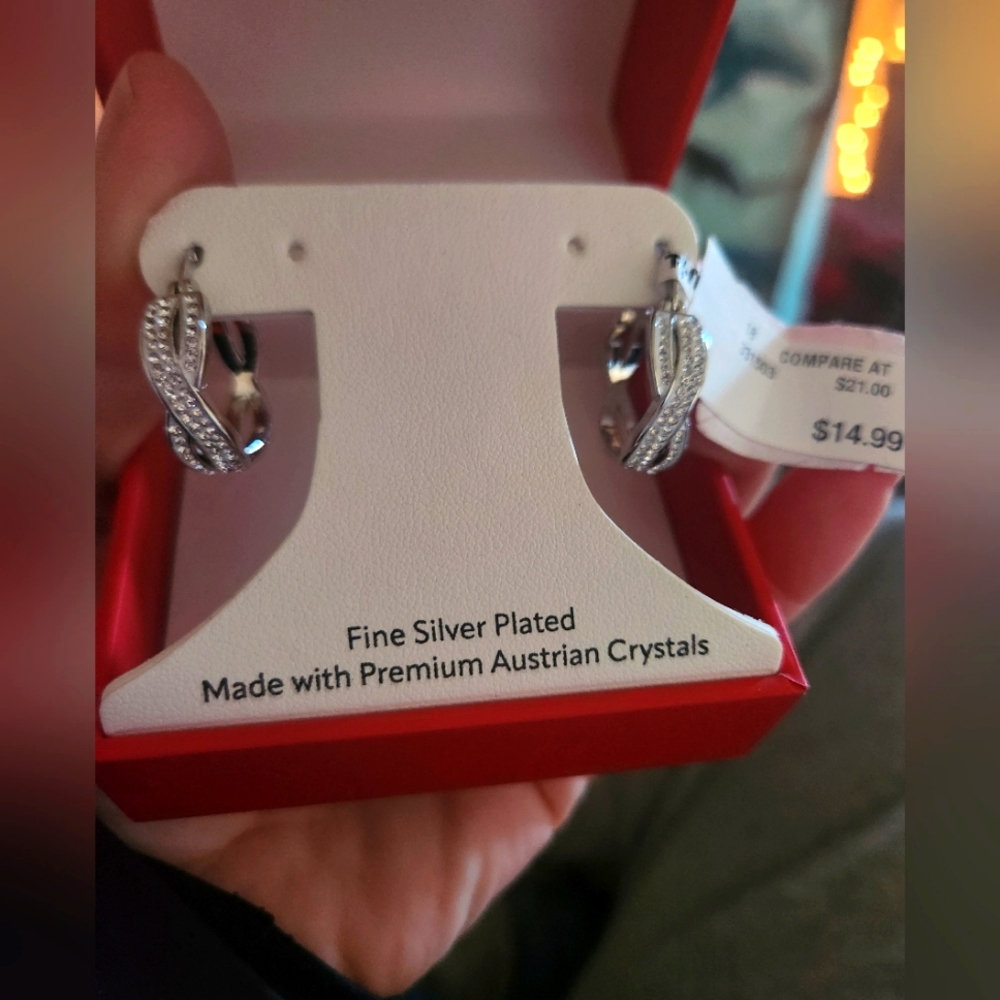 COMPARE AT
$21.00
$14.99
Fine Silver Plated
Made with Premium Austrian Crystals